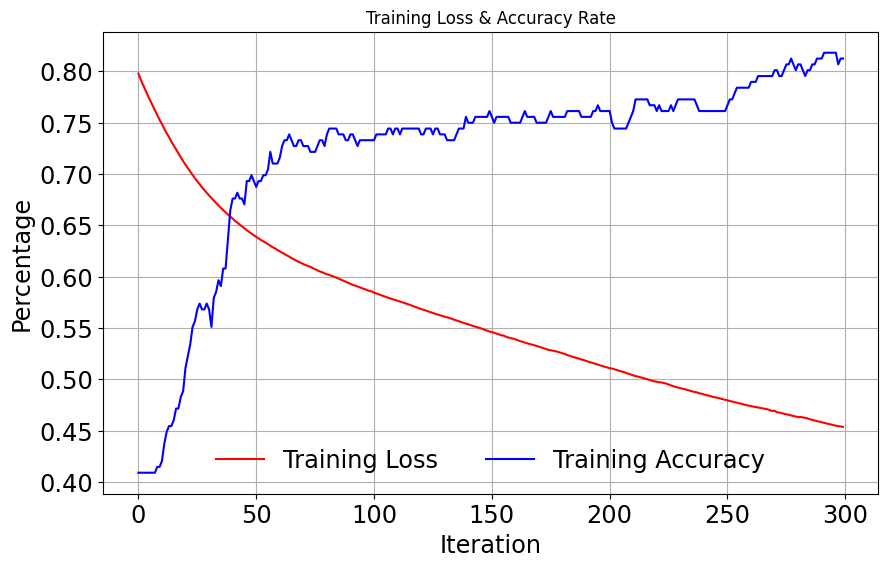 Training Loss & Accuracy Rate
Percentage
0.80
0.75
0.70
0.65
0.60
0.55
0.50
0.45
0.40
Training Loss
Training Accuracy
0 50 100 150 200 250 300
Iteration